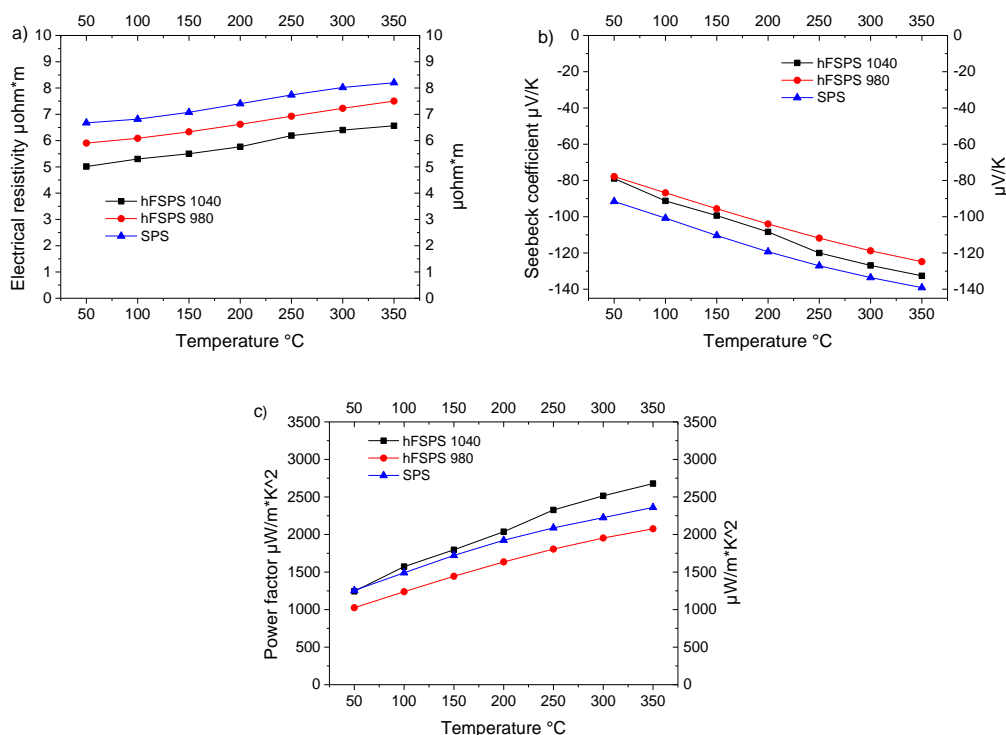 50 100 150 200 250 300 350
a)
10 9 8 7 6 5 4 3 2 1 0
Electrical resistivity µohm*m
hFSPS 1040
hFSPS 980
SPS
10 9 8 7 6 5 4 3 2 1 0
µohm*m
50 100 150 200 250 300 350
Temperature °C
50 100 150 200 250 300 350
b)
0 -20 -40 -60 -80 -100 -120 -140
Seebeck coefficient µV/K
hFSPS 1040
hFSPS 980
SPS
0 -20 -40 -60 -80 -100 -120 -140
µV/K
50 100 150 200 250 300 350
Temperature °C
50 100 150 200 250 300 350
c)
3500 3000 2500 2000 1500 1000 500 0
Power factor µW/m*K^2
hFSPS 1040
hFSPS 980
SPS
3500 3000 2500 2000 1500 1000 500 0
µW/m*K^2
50 100 150 200 250 300 350
Temperature °C